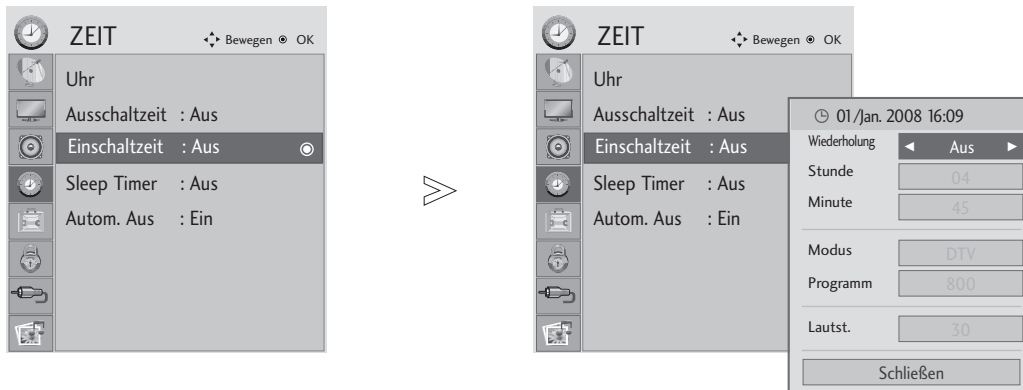 ZEIT Bewegen OK
Uhr
Ausschaltzeit : Aus
Einschaltzeit : Aus
Sleep Timer : Aus
Autom. Aus : Ein
ZEIT Bewegen OK
Uhr
Ausschaltzeit : Aus
Einschaltzeit : Aus
Sleep Timer : Aus
Autom. Aus : Ein
01/Jan. 2008 16:09
Wiederholung ◄ Aus ►
Stunde 04
Minute 45
Modus DTV
Programm 800
Lautst. 30
Schließen